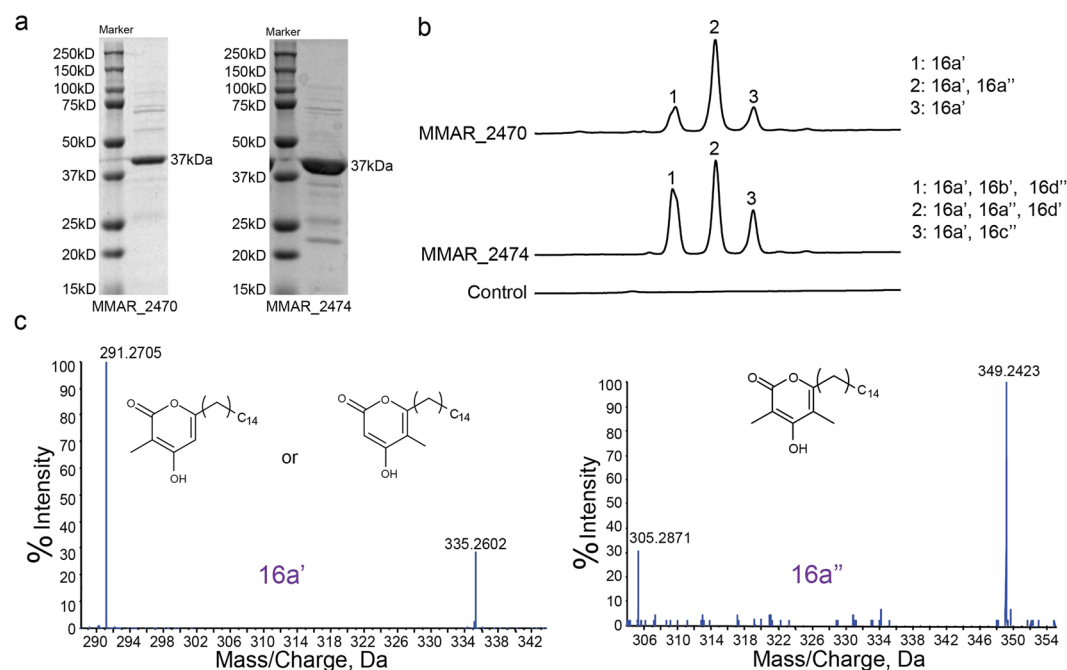 a
Marker
250kD
150kD
100kD
75kD
50kD
37kD
25kD
20kD
15kD
37kDa
MMAR_2470
Marker
250kD
150kD
100kD
75kD
50kD
37kD
25kD
20kD
15kD
37kDa
MMAR_2474
b
1
2
3
MMAR_2470
1: 16a’
2: 16a’, 16a’’
3: 16a’
1
2
3
MMAR_2474
1: 16a’, 16b’, 16d’’
2: 16a’, 16a’’, 16d’
3: 16a’, 16c’’
Control
c
% Intensity
100
90
80
70
60
50
40
30
20
10
0
291.2705
O
O
C14
OH
or
O
O
C14
OH
335.2602
16a’
290 294 298 302 306 310 314 318 322 326 330 334 338 342
Mass/Charge, Da
% Intensity
100
90
80
70
60
50
40
30
20
10
0
O
O
C14
OH
349.2423
305.2871
16a’’
306 310 314 318 322 326 330 334 338 342 346 350 354
Mass/Charge, Da